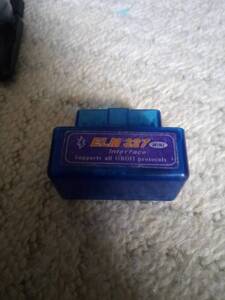 ELM 327 MINI
Interface
Supports all OBDII protocols